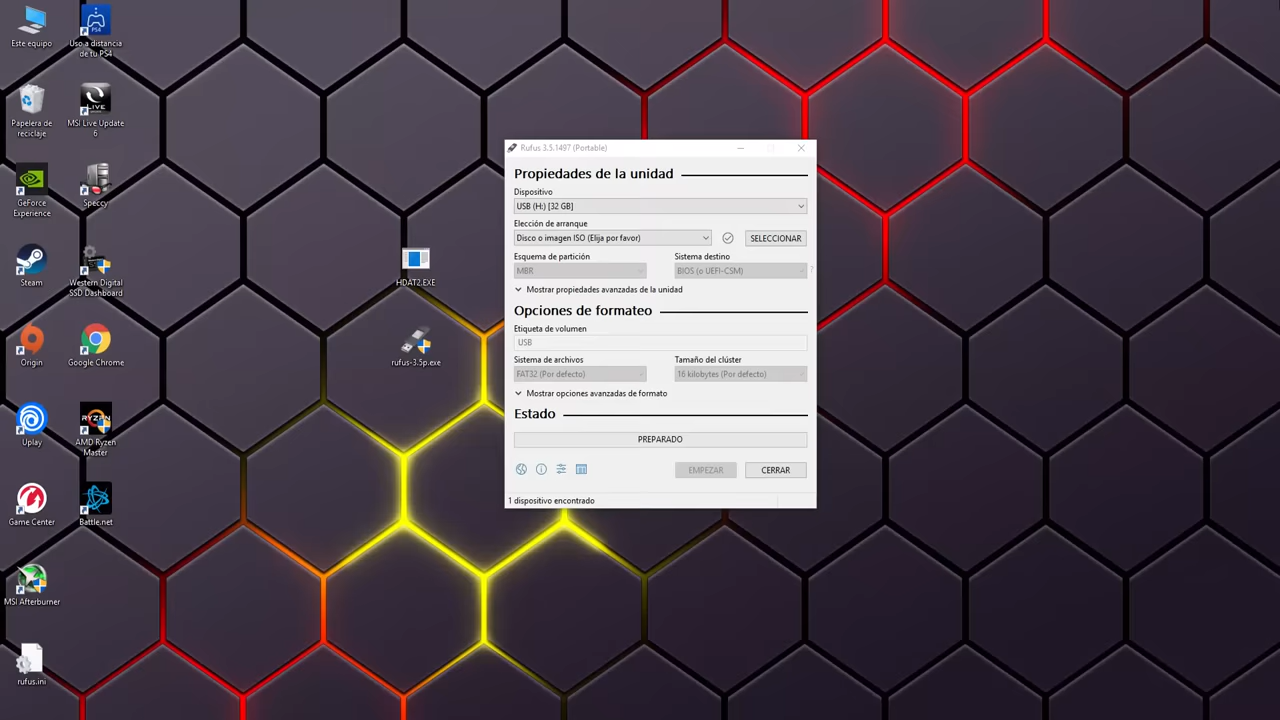 Este equipo
Uso a distancia
de tu PS4
Papelera de
reciclaje
LIVE
MSI Live Update
6
GeForce
Experience
Speccy
Steam
Western Digital
SSD Dashboard
Origin
Google Chrome
Uplay
RYZEN
AMD Ryzen
Master
Game Center
Battle.net
MSI Afterburner
rufus.ini
HDAT2.EXE
rufus-3.5p.exe
Rufus 3.5.1497 (Portable)
Propiedades de la unidad
Dispositivo
USB (H:) [32 GB]
Elección de arranque
Disco o imagen ISO (Elija por favor)
SELECCIONAR
Esquema de partición
Sistema destino
MBR
BIOS (o UEFI-CSM)
?
Mostrar propiedades avanzadas de la unidad
Opciones de formateo
Etiqueta de volumen
USB
Sistema de archivos
Tamaño del clúster
FAT32 (Por defecto)
16 kilobytes (Por defecto)
Mostrar opciones avanzadas de formato
Estado
PREPARADO
EMPEZAR
CERRAR
1 dispositivo encontrado